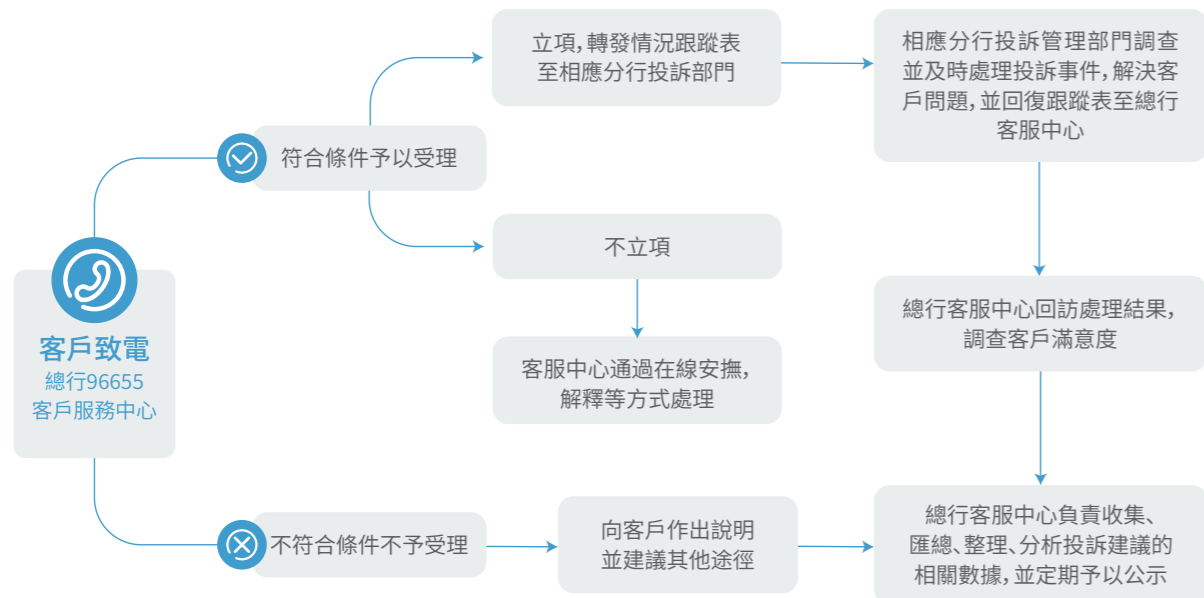 客戶致電
總行96655
客戶服務中心
符合條件予以受理
立項，轉發情況跟蹤表
至相應分行投訴部門
相應分行投訴管理部門調查
並及時處理投訴事件，解決客
戶問題，並回復跟蹤表至總行
客服中心
不立項
客服中心通過在線安撫，
解釋等方式處理
總行客服中心回訪處理結果，
調查客戶滿意度
不符合條件不予受理
向客戶作出說明
並建議其他途徑
總行客服中心負責收集、
匯總、整理、分析投訴建議的
相關數據，並定期予以公示